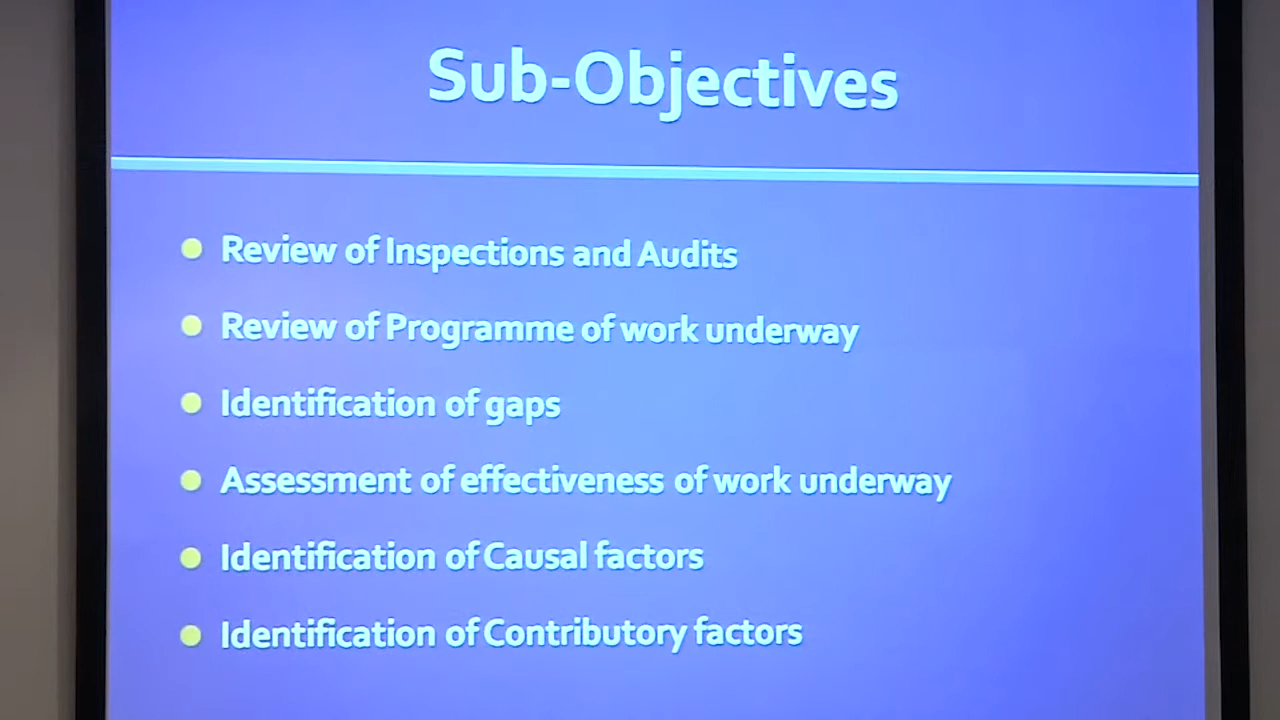 Sub-Objectives
Review of Inspections and Audits
Review of Programme of work underway
Identification of gaps
Assessment of effectiveness of work underway
Identification of Causal factors
Identification of Contributory factors